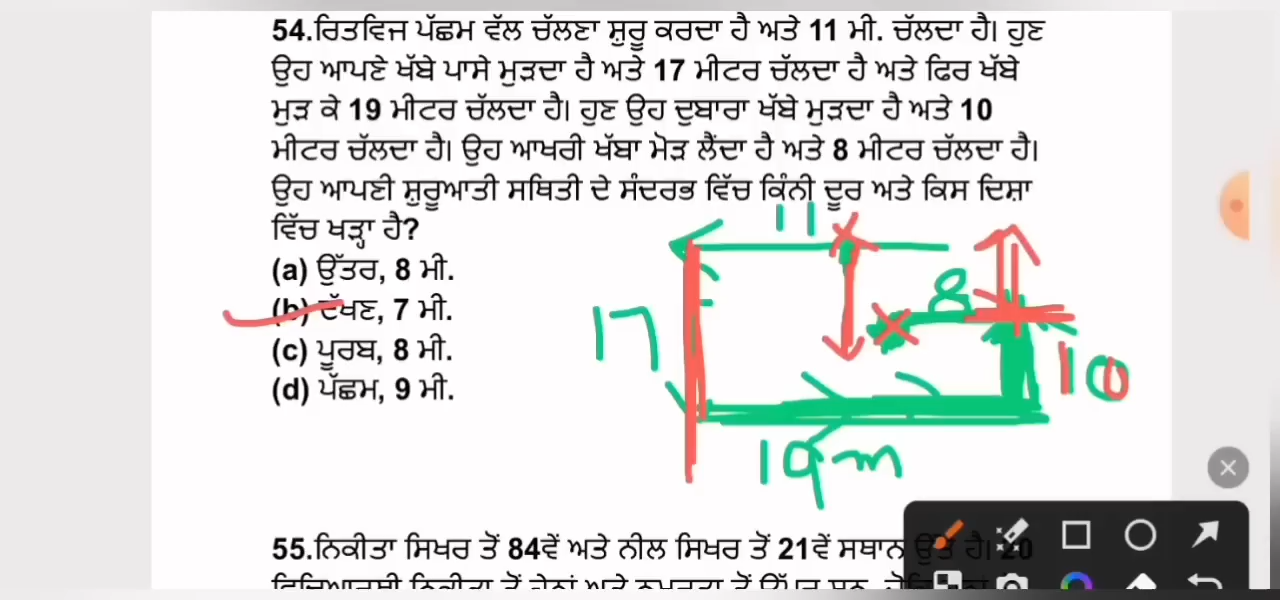 54.ਰਿਤਵਿਜ ਪੱਛਮ ਵੱਲ ਚੱਲਣਾ ਸ਼ੁਰੂ ਕਰਦਾ ਹੈ ਅਤੇ 11 ਮੀ. ਚੱਲਦਾ ਹੈ। ਹੁਣ
ਉਹ ਆਪਣੇ ਖੱਬੇ ਪਾਸੇ ਮੁੜਦਾ ਹੈ ਅਤੇ 17 ਮੀਟਰ ਚੱਲਦਾ ਹੈ ਅਤੇ ਫਿਰ ਖੱਬੇ
ਮੁੜ ਕੇ 19 ਮੀਟਰ ਚੱਲਦਾ ਹੈ। ਹੁਣ ਉਹ ਦੁਬਾਰਾ ਖੱਬੇ ਮੁੜਦਾ ਹੈ ਅਤੇ 10
ਮੀਟਰ ਚੱਲਦਾ ਹੈ। ਉਹ ਆਖਰੀ ਖੱਬਾ ਮੋੜ ਲੈਂਦਾ ਹੈ ਅਤੇ 8 ਮੀਟਰ ਚੱਲਦਾ ਹੈ।
ਉਹ ਆਪਣੀ ਸ਼ੁਰੂਆਤੀ ਸਥਿਤੀ ਦੇ ਸੰਦਰਭ ਵਿੱਚ ਕਿੰਨੀ ਦੂਰ ਅਤੇ ਕਿਸ ਦਿਸ਼ਾ
ਵਿੱਚ ਖੜ੍ਹਾ ਹੈ?
11
(a) ਉੱਤਰ, 8 ਮੀ.
8
(b) ਦੱਖਣ, 7 ਮੀ.
17
(c) ਪੂਰਬ, 8 ਮੀ.
10
(d) ਪੱਛਮ, 9 ਮੀ.
19 m
55.ਨਿਕੀਤਾ ਸਿਖਰ ਤੋਂ 84ਵੇਂ ਅਤੇ ਨੀਲ ਸਿਖਰ ਤੋਂ 21ਵੇਂ ਸਥਾਨ ਉੱਤੇ ਹੈ। 20